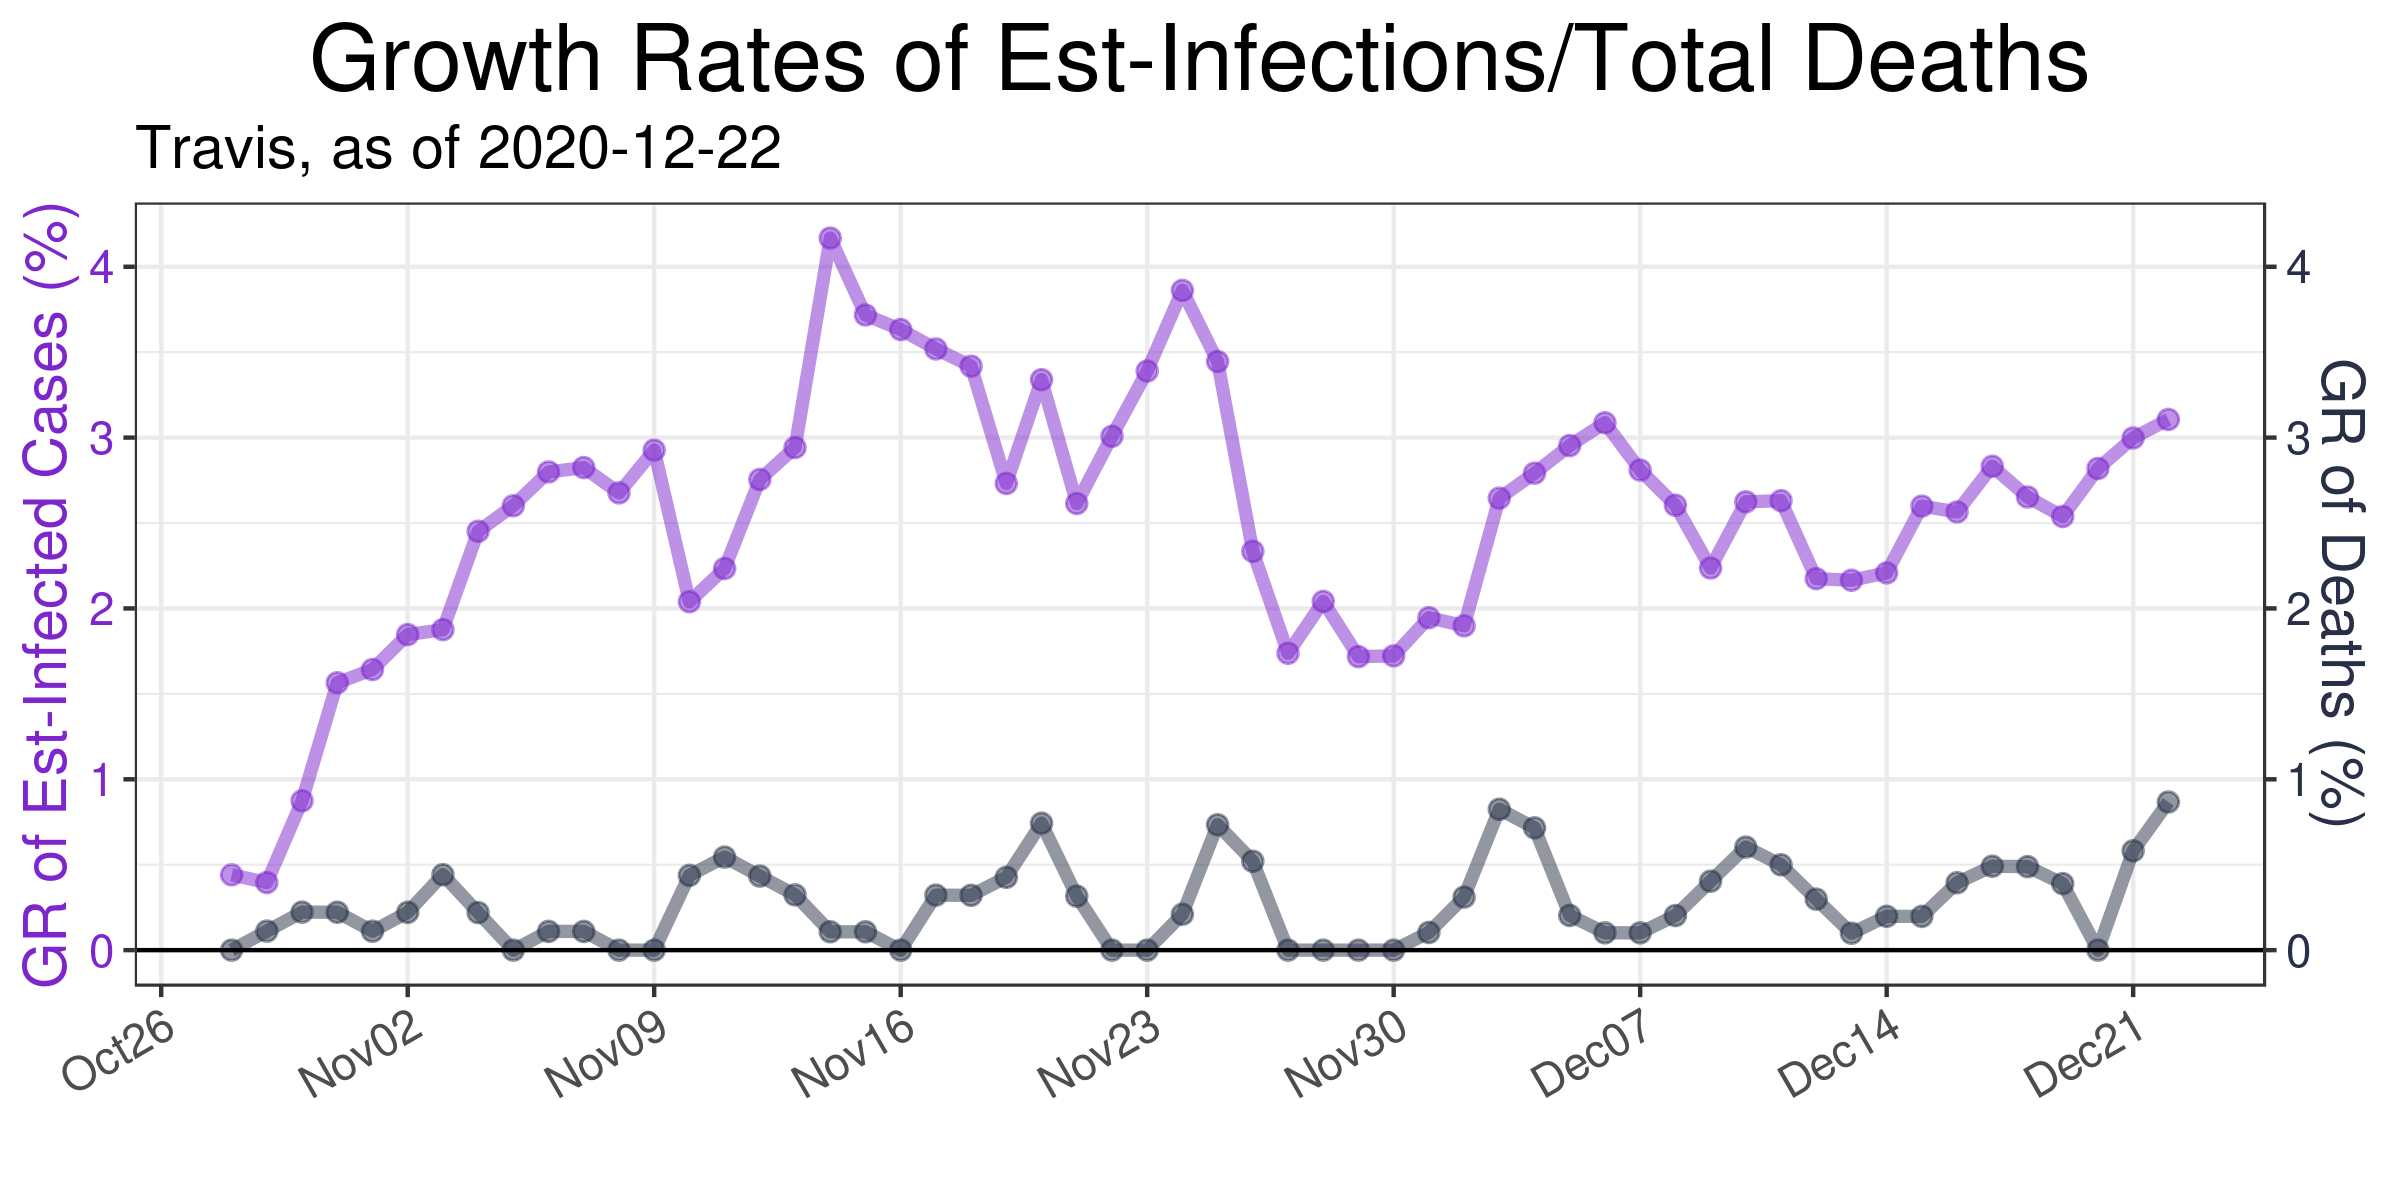 Growth Rates of Est-Infections/Total Deaths
Travis, as of 2020-12-22
GR of Est-Infected Cases (%)
4
3
2
1
0
4
3
2
1
0
GR of Deaths (%)
Oct26
Nov02
Nov09
Nov16
Nov23
Nov30
Dec07
Dec14
Dec21